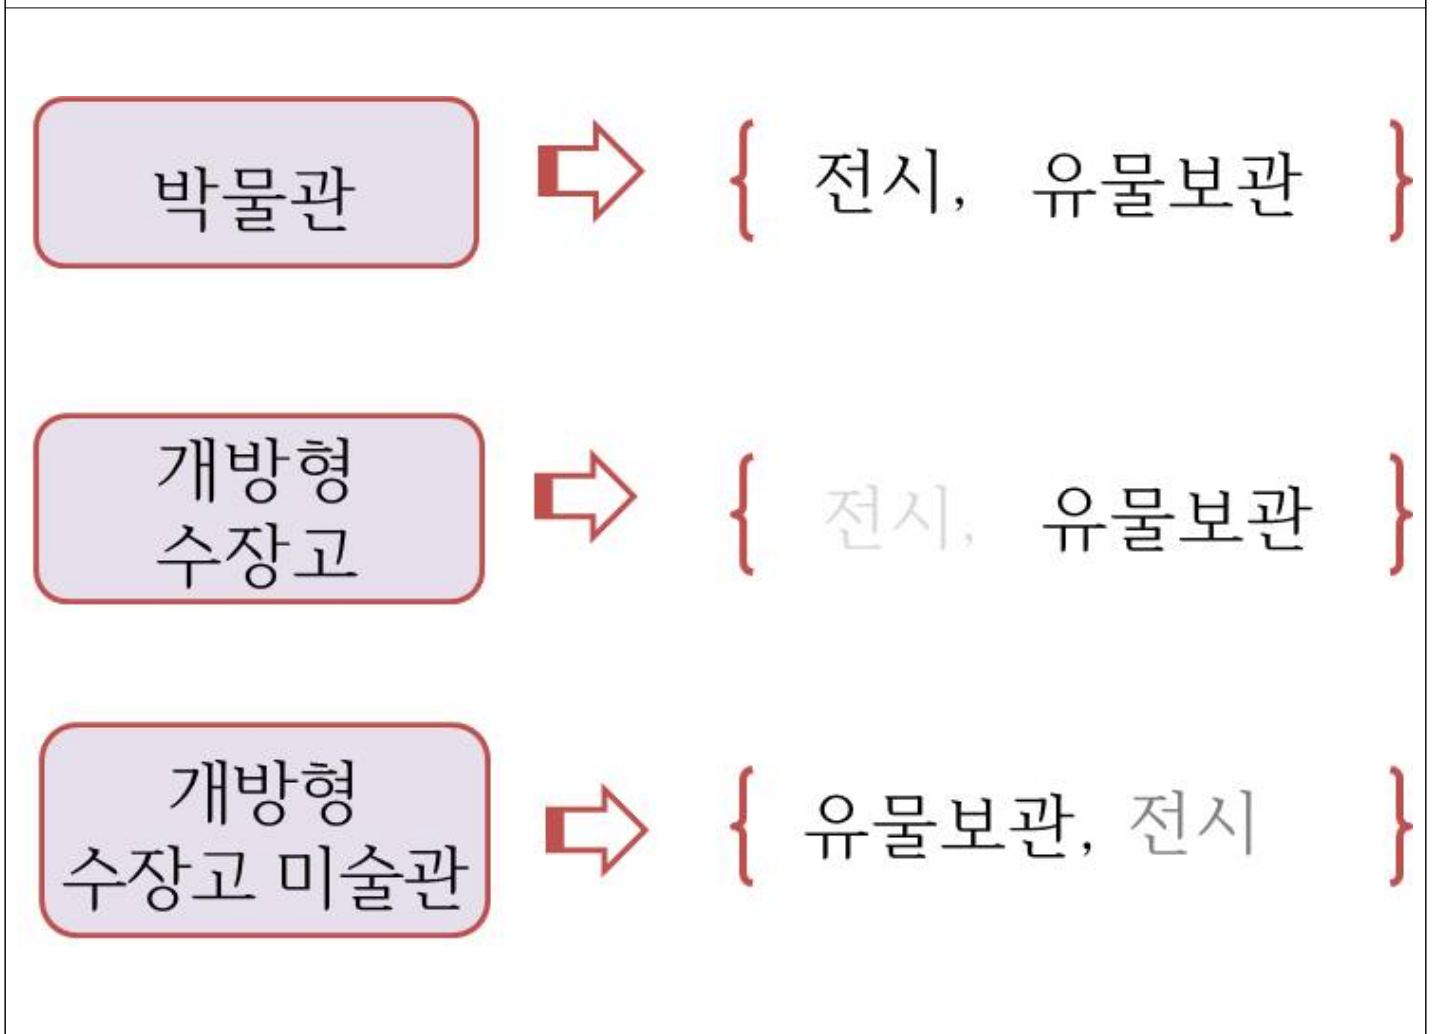 박물관
전시, 유물보관
개방형
수장고
전시, 유물보관
개방형
수장고 미술관
유물보관, 전시